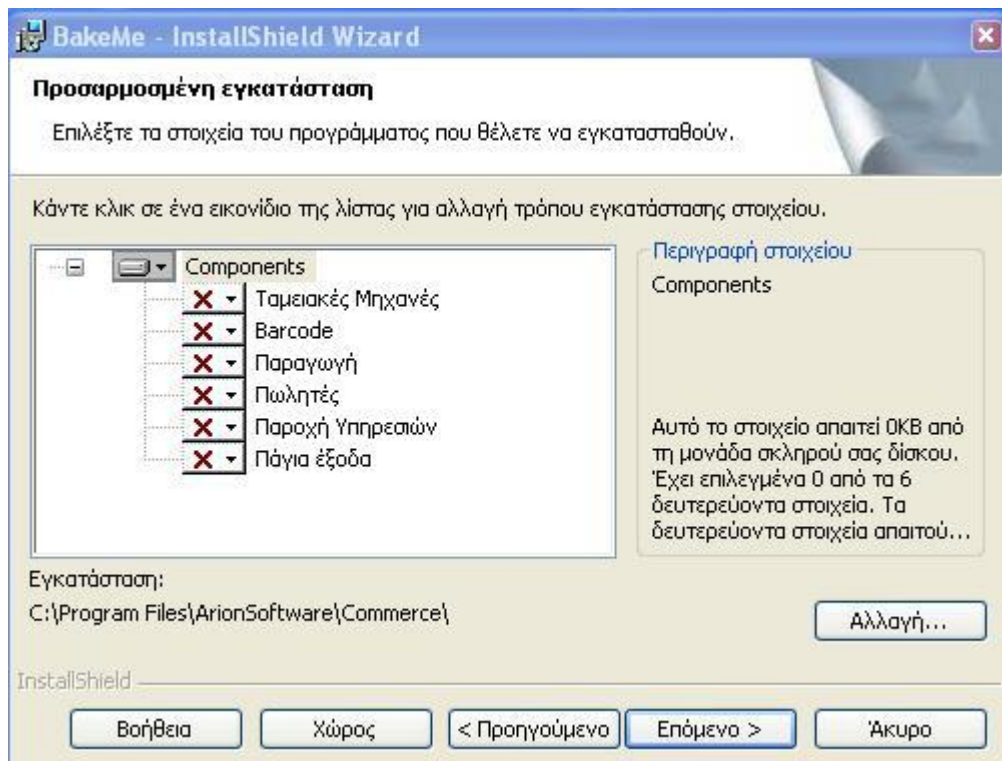 BakeMe - InstallShield Wizard
Προσαρμοσμένη εγκατάσταση
Επιλέξτε τα στοιχεία του προγράμματος που θέλετε να εγκατασταθούν.
Κάντε κλικ σε ένα εικονίδιο της λίστας για αλλαγή τρόπου εγκατάστασης στοιχείου.
Components
Ταμειακές Μηχανές
Barcode
Παραγωγή
Πωλητές
Παροχή Υπηρεσιών
Πάγια έξοδα
Περιγραφή στοιχείου
Components
Αυτό το στοιχείο απαιτεί 0KB από
τη μονάδα σκληρού σας δίσκου.
Έχει επιλεγμένα 0 από τα 6
δευτερεύοντα στοιχεία. Τα
δευτερεύοντα στοιχεία απαιτού...
Εγκατάσταση:
C:\Program Files\ArionSoftware\Commerce\
Αλλαγή...
InstallShield
Βοήθεια
Χώρος
< Προηγούμενο
Επόμενο >
Άκυρο